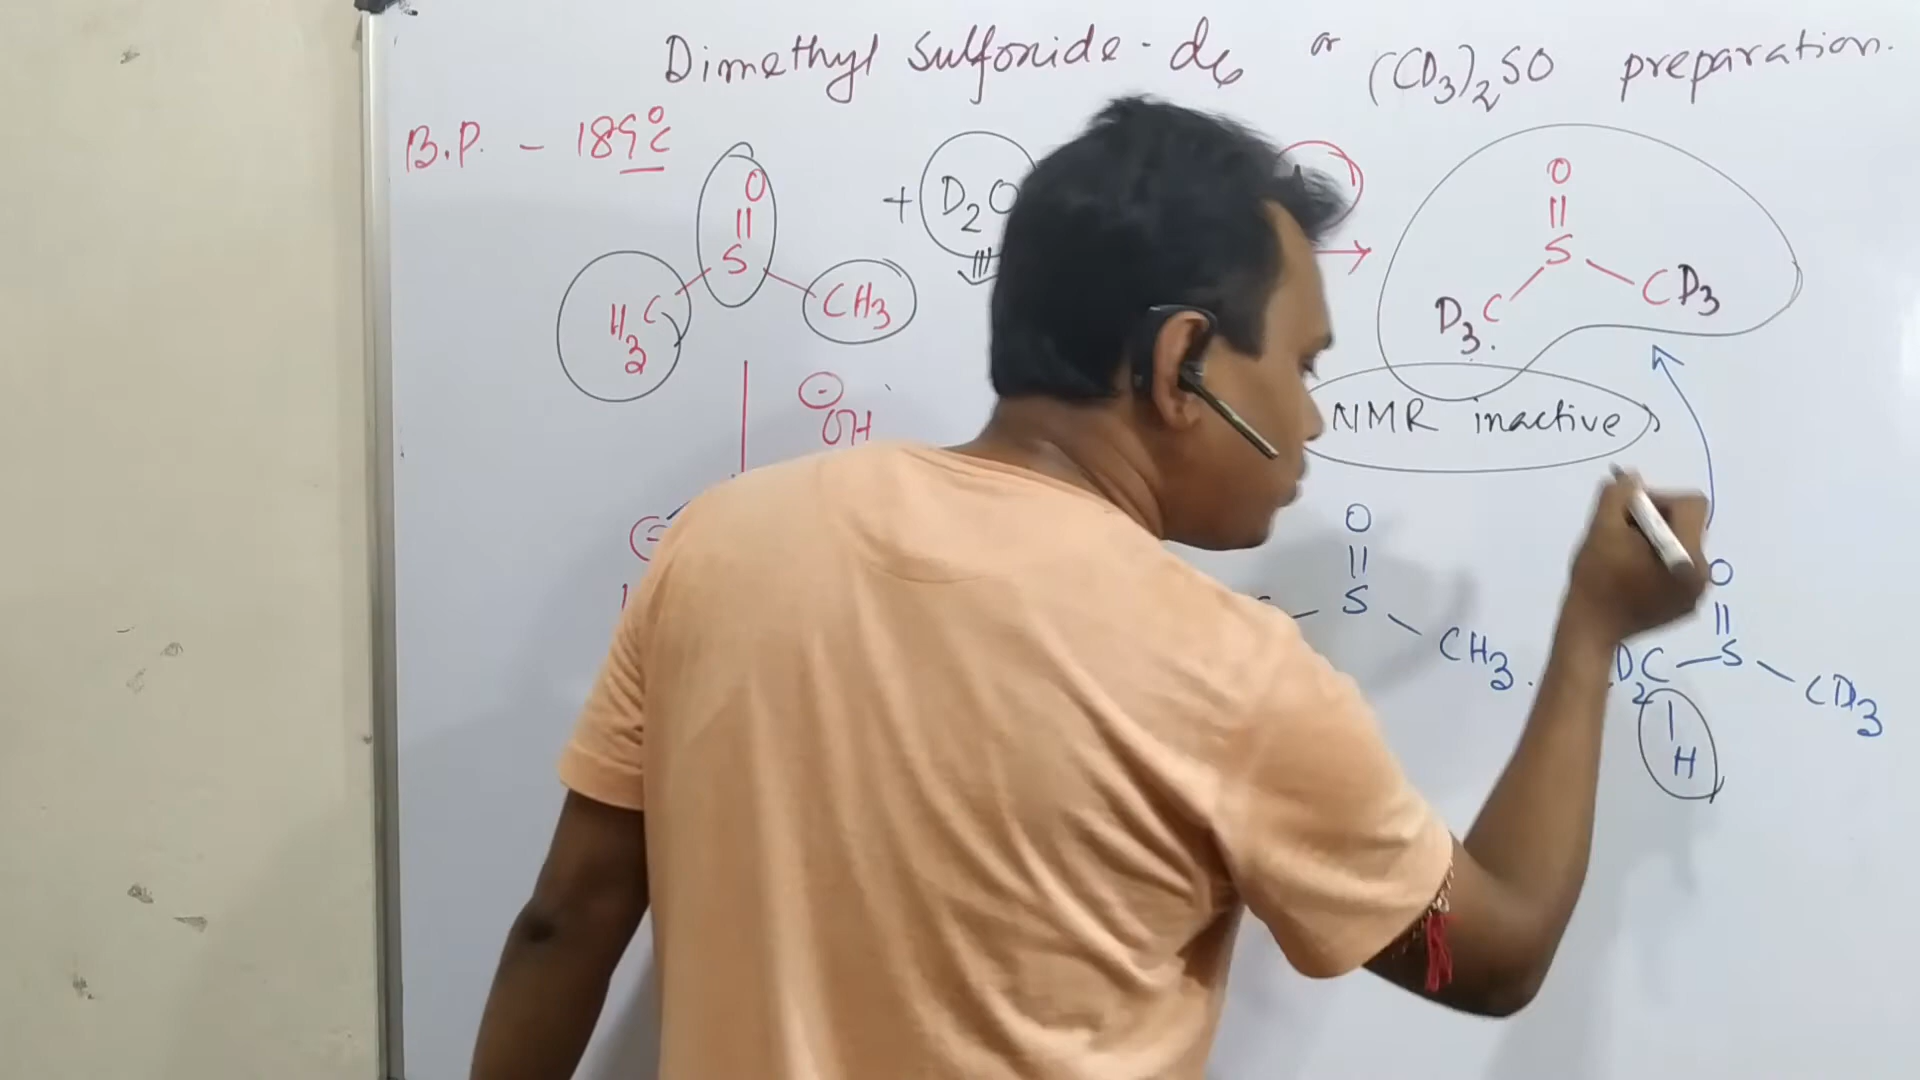 Dimethyl sulfoxide - d6 or (CD3)2SO preparation.
B.P. - 189°C
O
||
S
H3C
CH3
+ D2O
O
||
S
D3C
CD3
⊖
OH
NMR inactive
⊖
O
||
S
CH3.
O
||
D2C — S
CD3
|
H